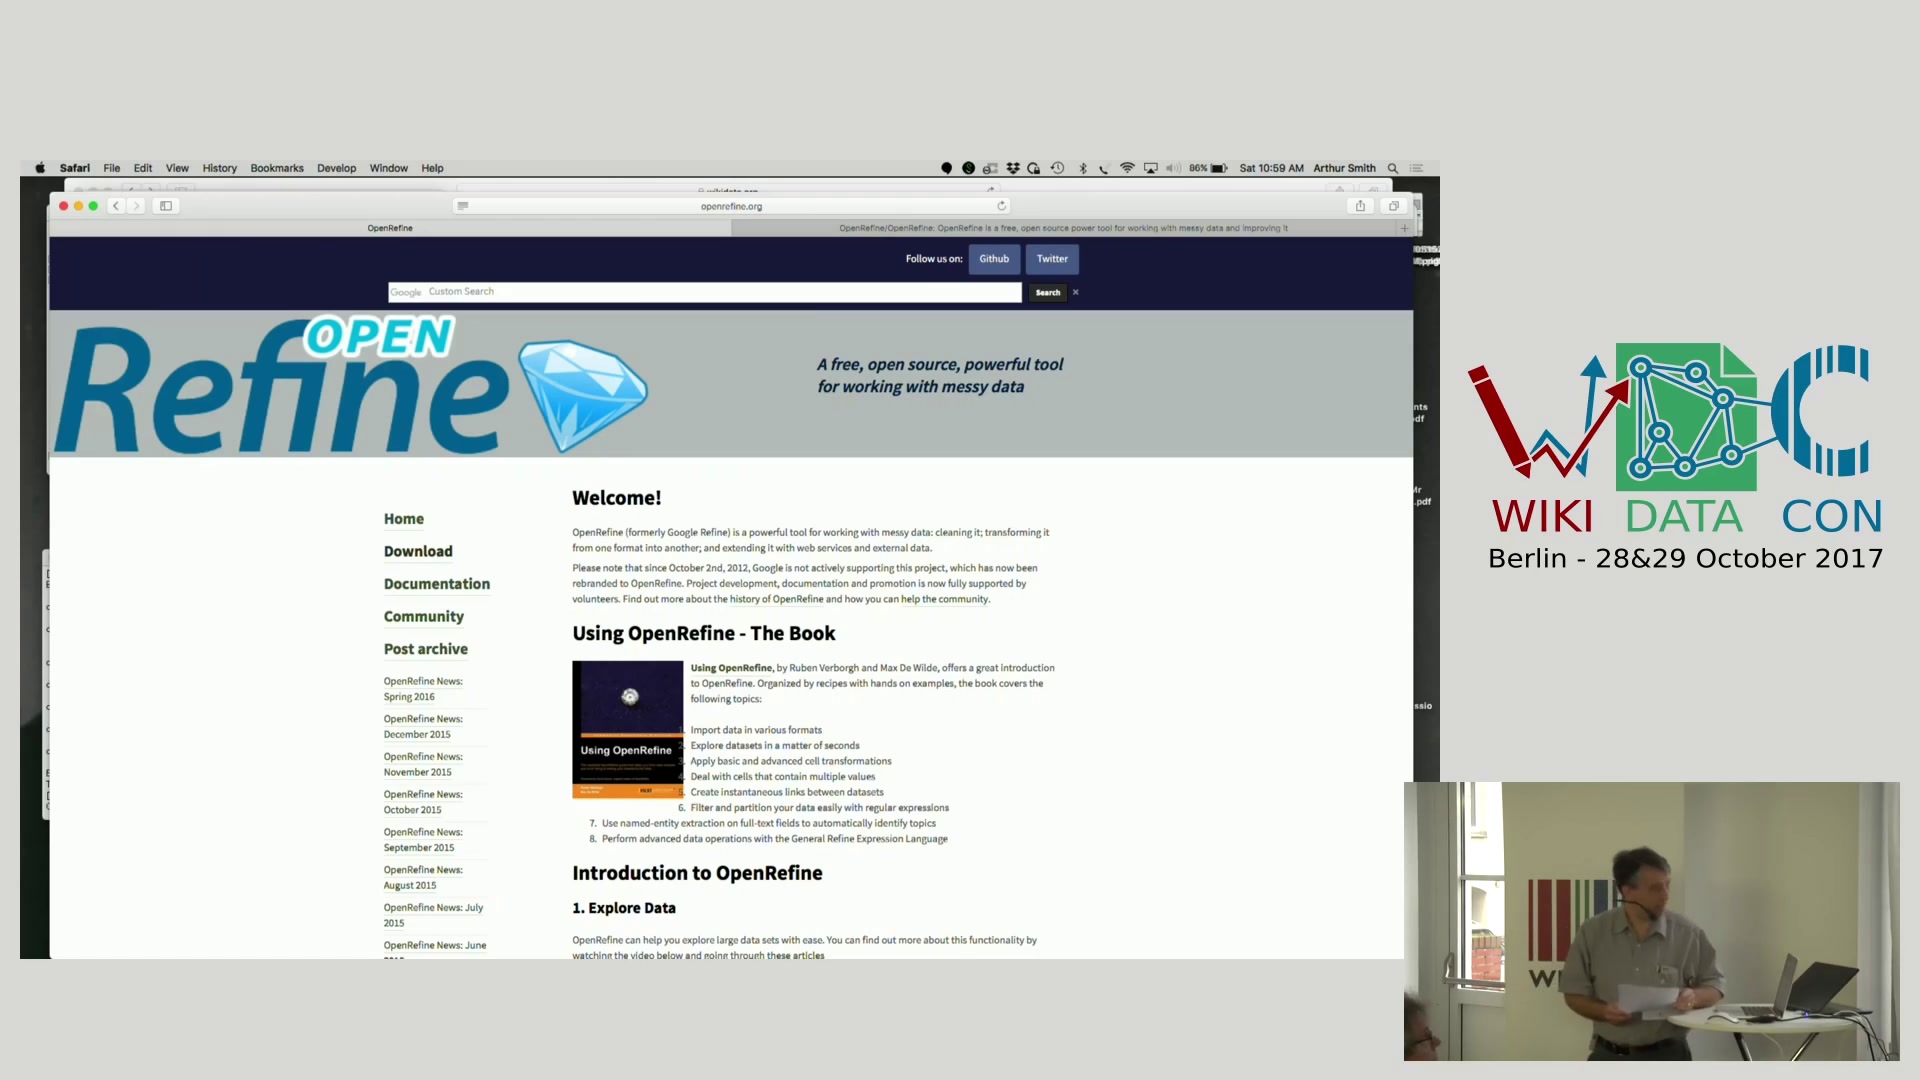 Safari File Edit View History Bookmarks Develop Window Help
86% Sat 10:59 AM Arthur Smith
openrefine.org
OpenRefine
OpenRefine/OpenRefine: OpenRefine is a free, open source power tool for working with messy data and improving it
Follow us on: Github Twitter
Google Custom Search Search ×
OPEN
Refine
A free, open source, powerful tool
for working with messy data
Home
Download
Documentation
Community
Post archive
OpenRefine News:
Spring 2016
OpenRefine News:
December 2015
OpenRefine News:
November 2015
OpenRefine News:
October 2015
OpenRefine News:
September 2015
OpenRefine News:
August 2015
OpenRefine News: July
2015
OpenRefine News: June
Welcome!
OpenRefine (formerly Google Refine) is a powerful tool for working with messy data: cleaning it; transforming it
from one format into another; and extending it with web services and external data.
Please note that since October 2nd, 2012, Google is not actively supporting this project, which has now been
rebranded to OpenRefine. Project development, documentation and promotion is now fully supported by
volunteers. Find out more about the history of OpenRefine and how you can help the community.
Using OpenRefine - The Book
Using OpenRefine
Using OpenRefine, by Ruben Verborgh and Max De Wilde, offers a great introduction
to OpenRefine. Organized by recipes with hands on examples, the book covers the
following topics:
1. Import data in various formats
2. Explore datasets in a matter of seconds
3. Apply basic and advanced cell transformations
4. Deal with cells that contain multiple values
5. Create instantaneous links between datasets
6. Filter and partition your data easily with regular expressions
7. Use named-entity extraction on full-text fields to automatically identify topics
8. Perform advanced data operations with the General Refine Expression Language
Introduction to OpenRefine
1. Explore Data
OpenRefine can help you explore large data sets with ease. You can find out more about this functionality by
watching the video below and going through these articles
WIKI DATA CON
Berlin - 28&29 October 2017